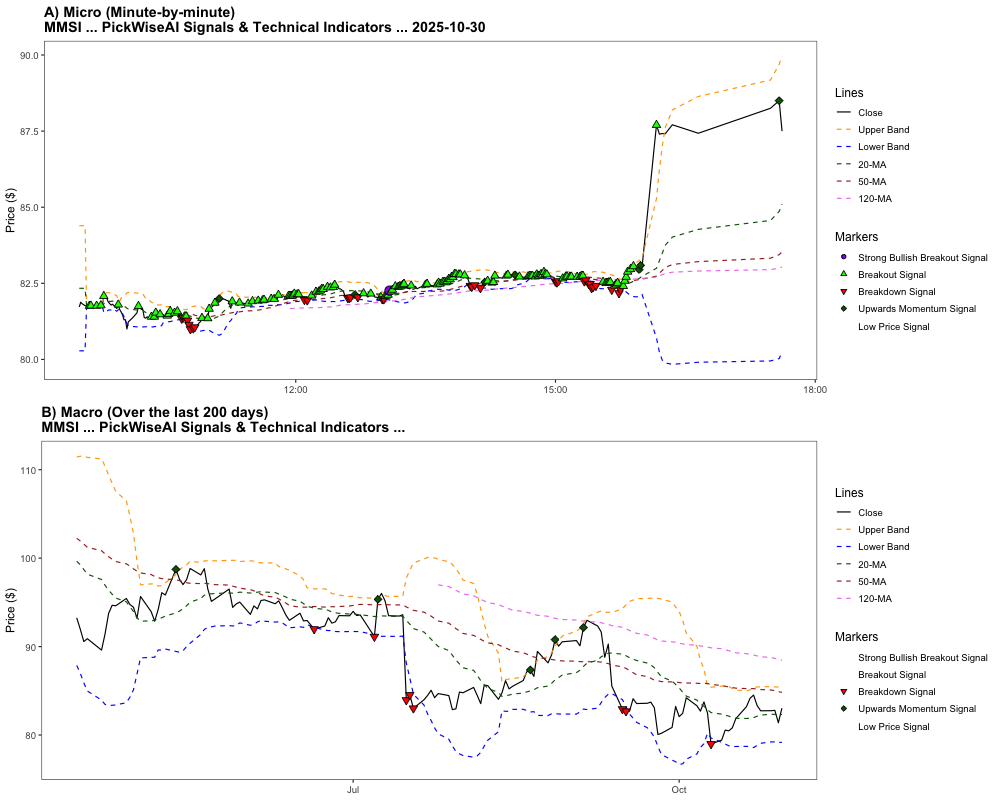 A) Micro (Minute-by-minute)
MMSI ... PickWiseAI Signals & Technical Indicators ... 2025-10-30
90.0
87.5
85.0
82.5
80.0
Price ($)
12:00
15:00
18:00
Lines
Close
Upper Band
Lower Band
20-MA
50-MA
120-MA
Markers
Strong Bullish Breakout Signal
Breakout Signal
Breakdown Signal
Upwards Momentum Signal
Low Price Signal
B) Macro (Over the last 200 days)
MMSI ... PickWiseAI Signals & Technical Indicators ...
110
100
90
80
Price ($)
Jul
Oct
Lines
Close
Upper Band
Lower Band
20-MA
50-MA
120-MA
Markers
Strong Bullish Breakout Signal
Breakout Signal
Breakdown Signal
Upwards Momentum Signal
Low Price Signal